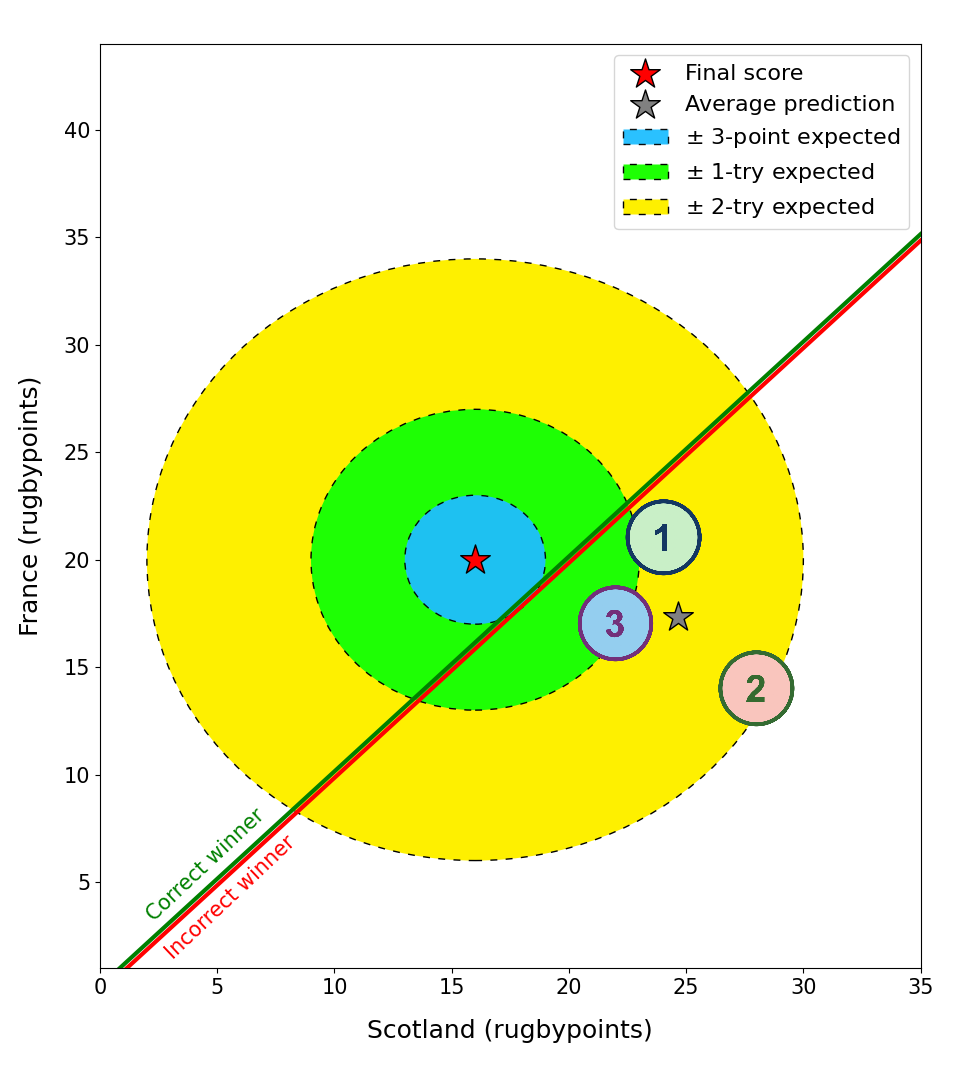 Final score
Average prediction
± 3-point expected
± 1-try expected
± 2-try expected
40
35
30
25
20
15
10
5
France (rugbypoints)
1
3
2
Correct winner
Incorrect winner
0 5 10 15 20 25 30 35
Scotland (rugbypoints)